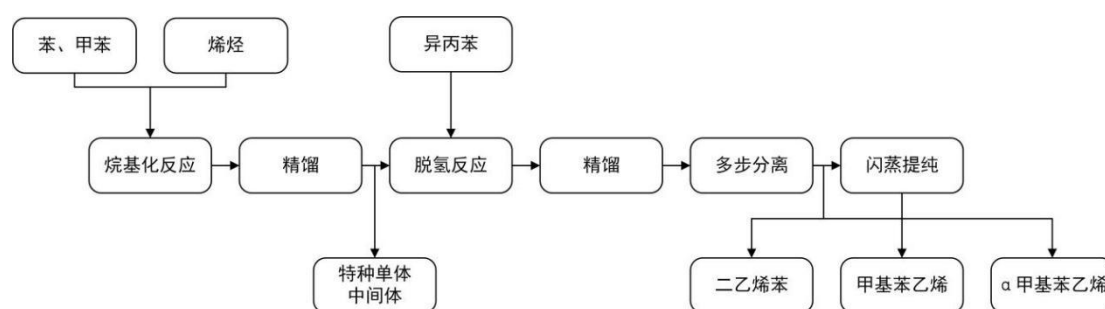 苯、甲苯
烯烃
异丙苯
烷基化反应
精馏
脱氢反应
精馏
多步分离
闪蒸提纯
特种单体
中间体
二乙烯苯
甲基苯乙烯
α甲基苯乙烯